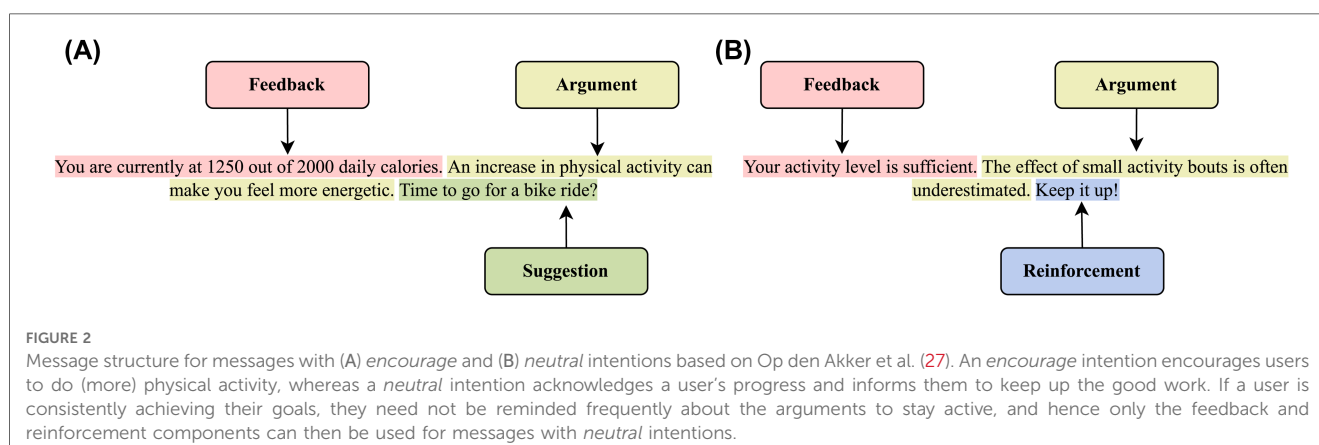 (A)
(B)
Feedback
Argument
Feedback
Argument
You are currently at 1250 out of 2000 daily calories. An increase in physical activity can
make you feel more energetic. Time to go for a bike ride?
Your activity level is sufficient. The effect of small activity bouts is often
underestimated. Keep it up!
Suggestion
Reinforcement
FIGURE 2
Message structure for messages with (A) encourage and (B) neutral intentions based on Op den Akker et al. (27). An encourage intention encourages users
to do (more) physical activity, whereas a neutral intention acknowledges a user's progress and informs them to keep up the good work. If a user is
consistently achieving their goals, they need not be reminded frequently about the arguments to stay active, and hence only the feedback and
reinforcement components can then be used for messages with neutral intentions.